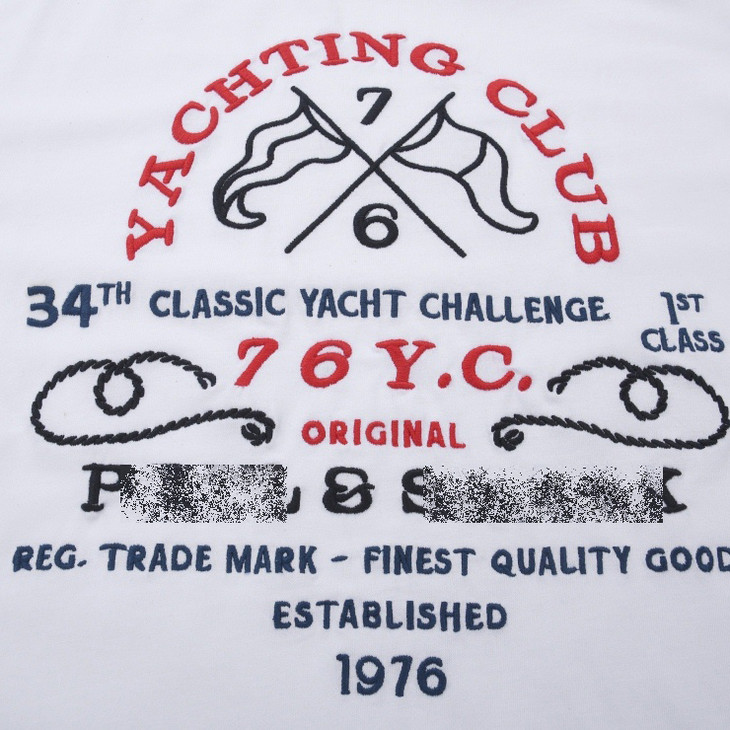 YACHTING CLUB
7
6
34TH CLASSIC YACHT CHALLENGE 1ST CLASS
76 Y.C.
ORIGINAL
&
REG. TRADE MARK - FINEST QUALITY
ESTABLISHED
1976